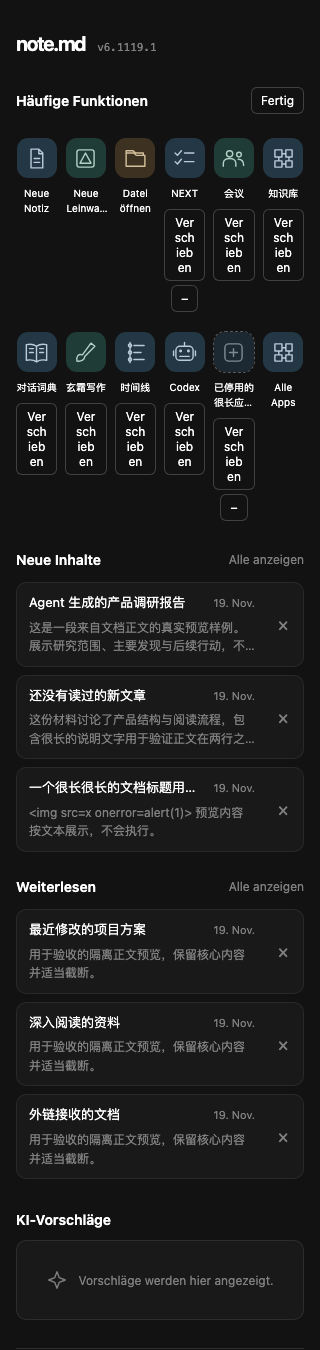 note.md v6.1119.1
Häufige Funktionen Fertig
Neue Notiz
Neue Leinwa...
Datei öffnen
NEXT
会议
知识库
Ver
sch
ieb
en
Ver
sch
ieb
en
Ver
sch
ieb
en
–
对话词典
玄霜写作
时间线
Codex
已停用的
很长应...
Alle
Apps
Ver
sch
ieb
en
Ver
sch
ieb
en
Ver
sch
ieb
en
Ver
sch
ieb
en
Ver
sch
ieb
en
–
Neue Inhalte Alle anzeigen
Agent 生成的产品调研报告 19. Nov.
这是一段来自文档正文的真实预览样例。
展示研究范围、主要发现与后续行动，不...
×
还没有读过的新文章 19. Nov.
这份材料讨论了产品结构与阅读流程，包
含很长的说明文字用于验证正文在两行之...
×
一个很长很长的文档标题用... 19. Nov.
<img src=x onerror=alert(1)> 预览内容
按文本展示，不会执行。
×
Weiterlesen Alle anzeigen
最近修改的项目方案 19. Nov.
用于验收的隔离正文预览，保留核心内容
并适当截断。
×
深入阅读的资料 19. Nov.
用于验收的隔离正文预览，保留核心内容
并适当截断。
×
外链接收的文档 19. Nov.
用于验收的隔离正文预览，保留核心内容
并适当截断。
×
KI-Vorschläge
Vorschläge werden hier angezeigt.